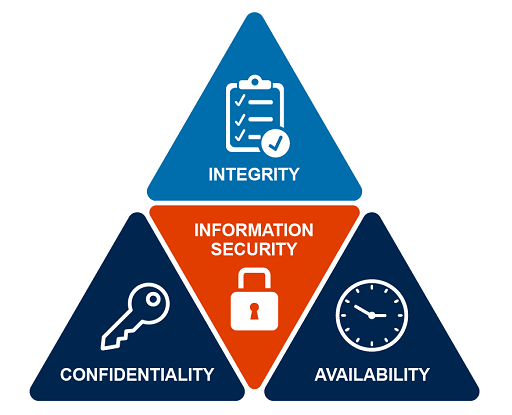 INTEGRITY
INFORMATION
SECURITY
CONFIDENTIALITY
AVAILABILITY